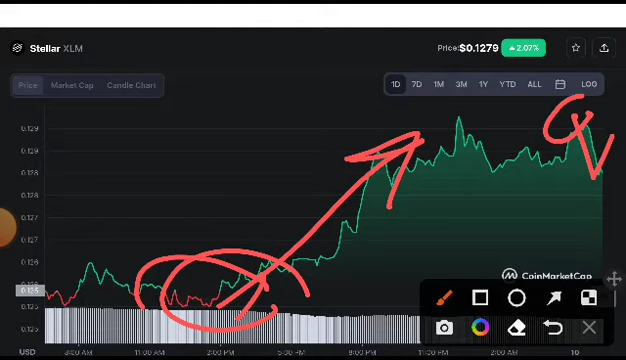 Stellar XLM
Price:$0.1279 ▲ 2.07%
Price Market Cap Candle Chart
1D 7D 1M 3M 1Y YTD ALL LOG
0.129
0.129
0.128
0.128
0.127
0.127
0.126
0.125
0.125
0.125
CoinMarketCap
USD 8:00 AM 11:00 AM 2:00 PM 5:00 PM 8:00 PM 11:00 PM 2:00 AM 10